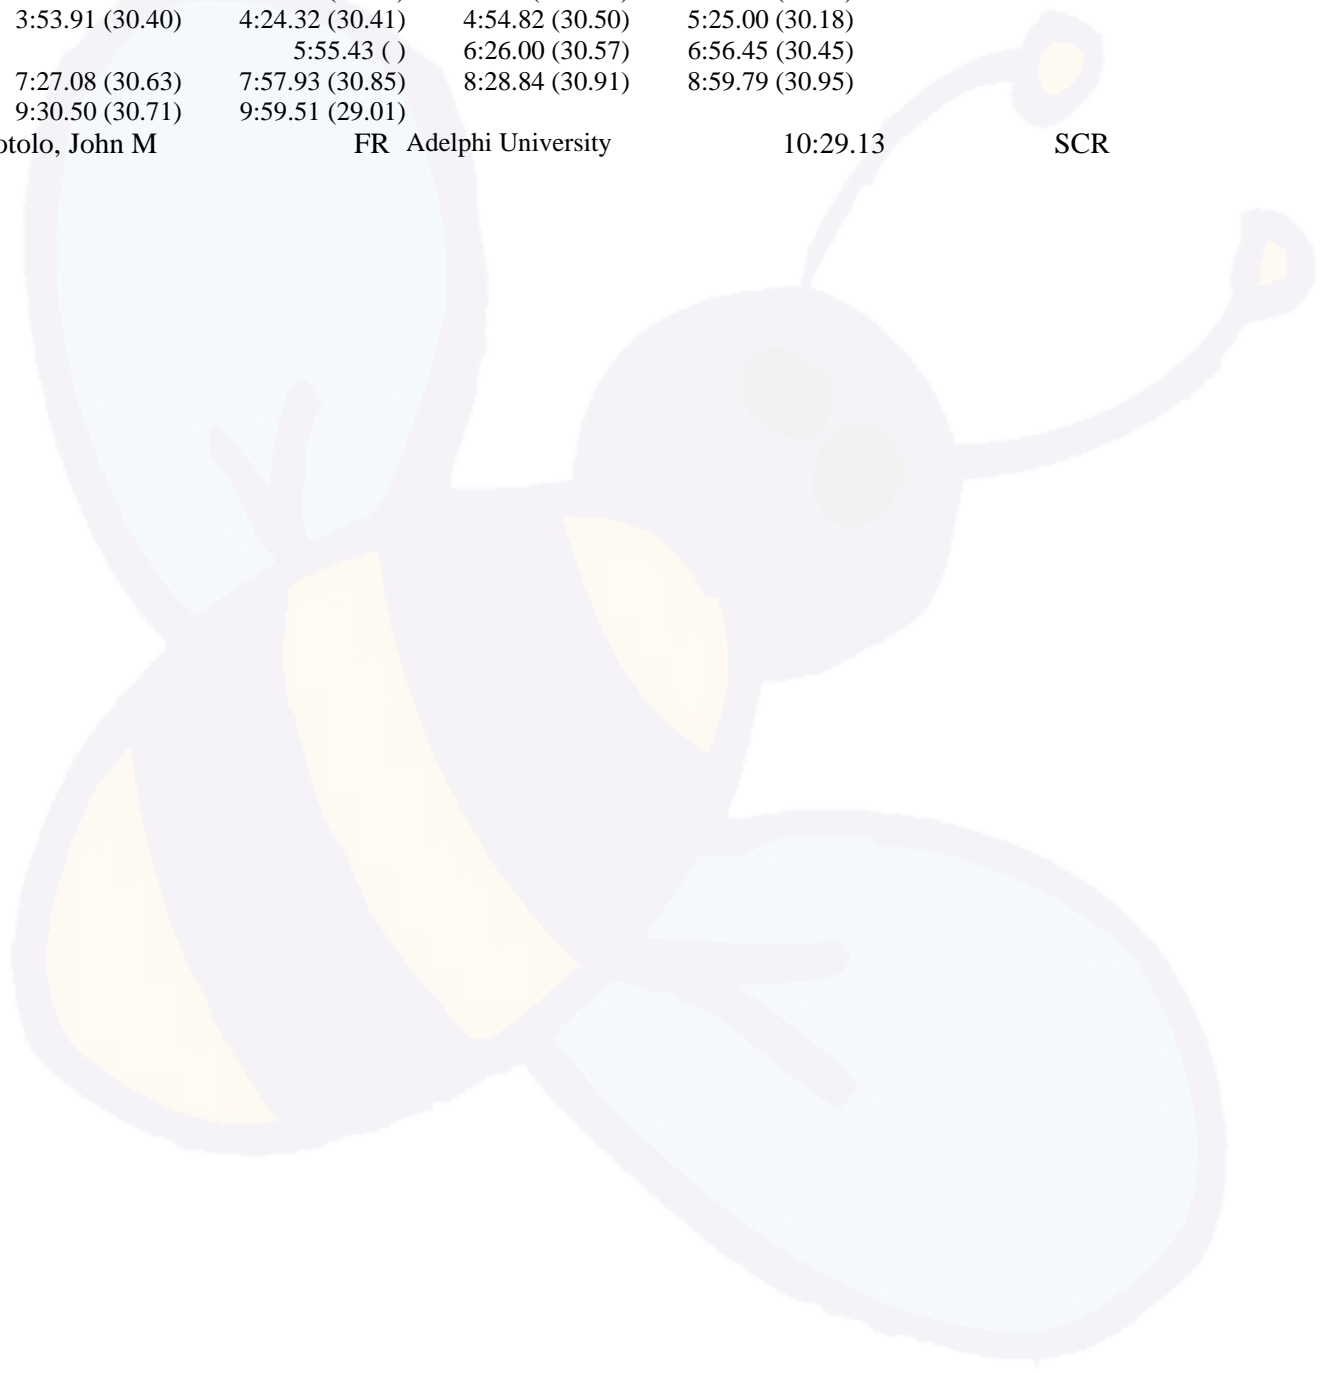 3:53.91 (30.40) 4:24.32 (30.41) 4:54.82 (30.50) 5:25.00 (30.18)
5:55.43 ( ) 6:26.00 (30.57) 6:56.45 (30.45)
7:27.08 (30.63) 7:57.93 (30.85) 8:28.84 (30.91) 8:59.79 (30.95)
9:30.50 (30.71) 9:59.51 (29.01)
otolo, John M FR Adelphi University 10:29.13 SCR